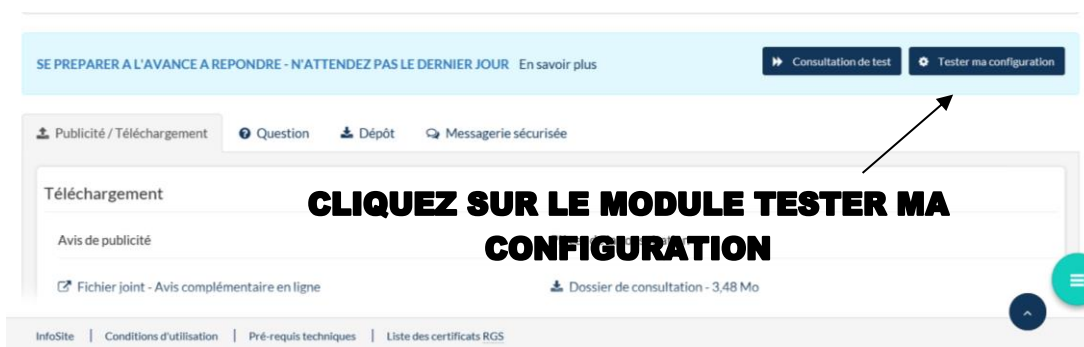 SE PREPARER A L'AVANCE A REPONDRE - N'ATTENDEZ PAS LE DERNIER JOUR En savoir plus
Consultation de test
Tester ma configuration
Publicité / Téléchargement
Question
Dépôt
Messagerie sécurisée
Téléchargement
CLIQUEZ SUR LE MODULE TESTER MA
CONFIGURATION
Avis de publicité
Fichier joint - Avis complémentaire en ligne
Dossier de consultation - 3,48 Mo
InfoSite | Conditions d'utilisation | Pré-requis techniques | Liste des certificats RGS